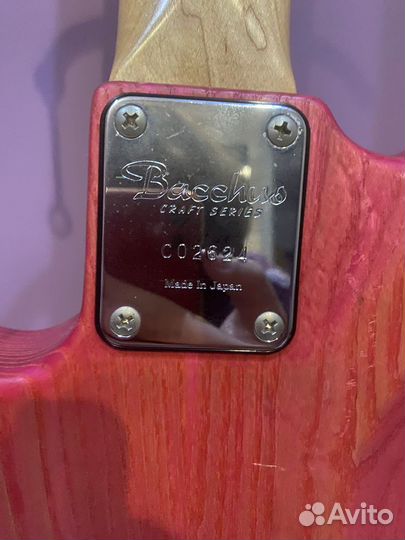 Bacchus
CRAFT SERIES
C02624
Made In Japan
Avito